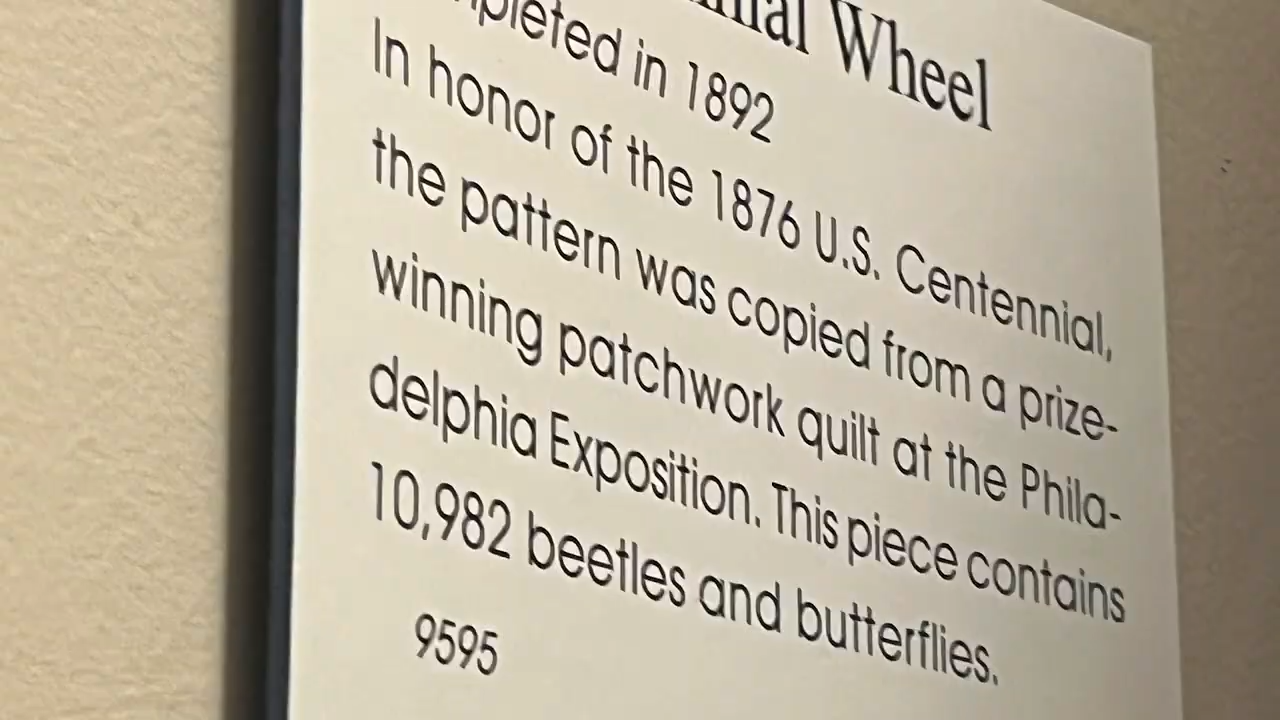 Wheel
in 1892
In honor of the 1876 U.S. Centennial,
the pattern was copied from a prize-
winning patchwork quilt at the Phila-
delphia Exposition. This piece contains
10,982 beetles and butterflies.
9595